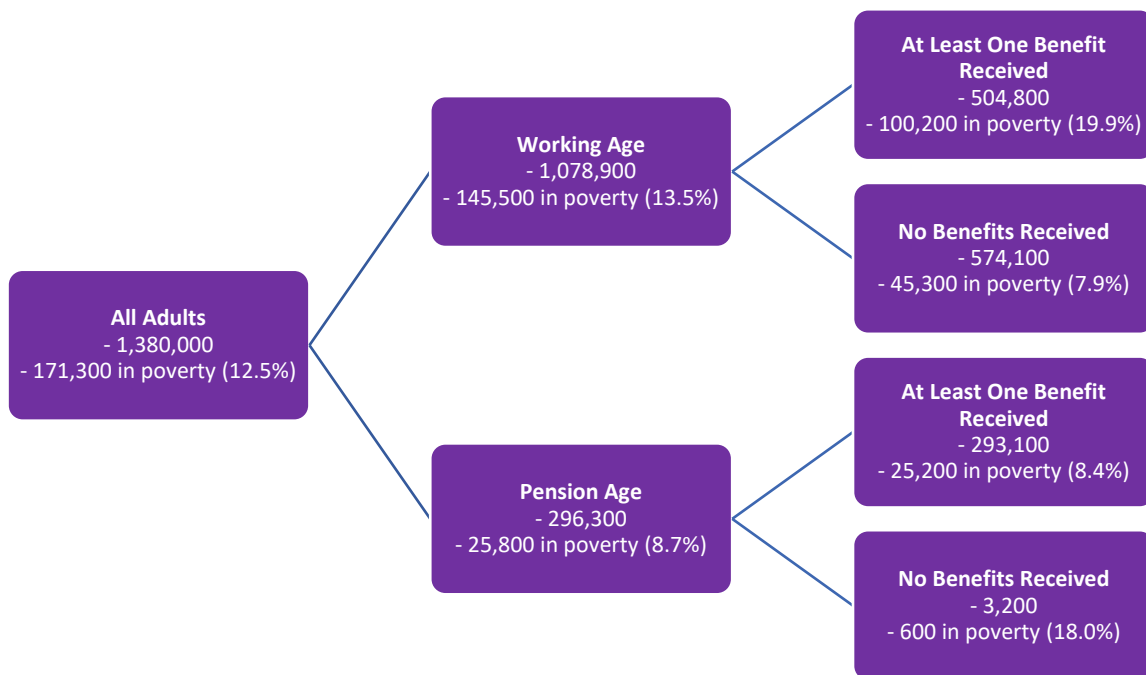 All Adults
- 1,380,000
- 171,300 in poverty (12.5%)
Working Age
- 1,078,900
- 145,500 in poverty (13.5%)
At Least One Benefit
Received
- 504,800
- 100,200 in poverty (19.9%)
No Benefits Received
- 574,100
- 45,300 in poverty (7.9%)
Pension Age
- 296,300
- 25,800 in poverty (8.7%)
At Least One Benefit
Received
- 293,100
- 25,200 in poverty (8.4%)
No Benefits Received
- 3,200
- 600 in poverty (18.0%)